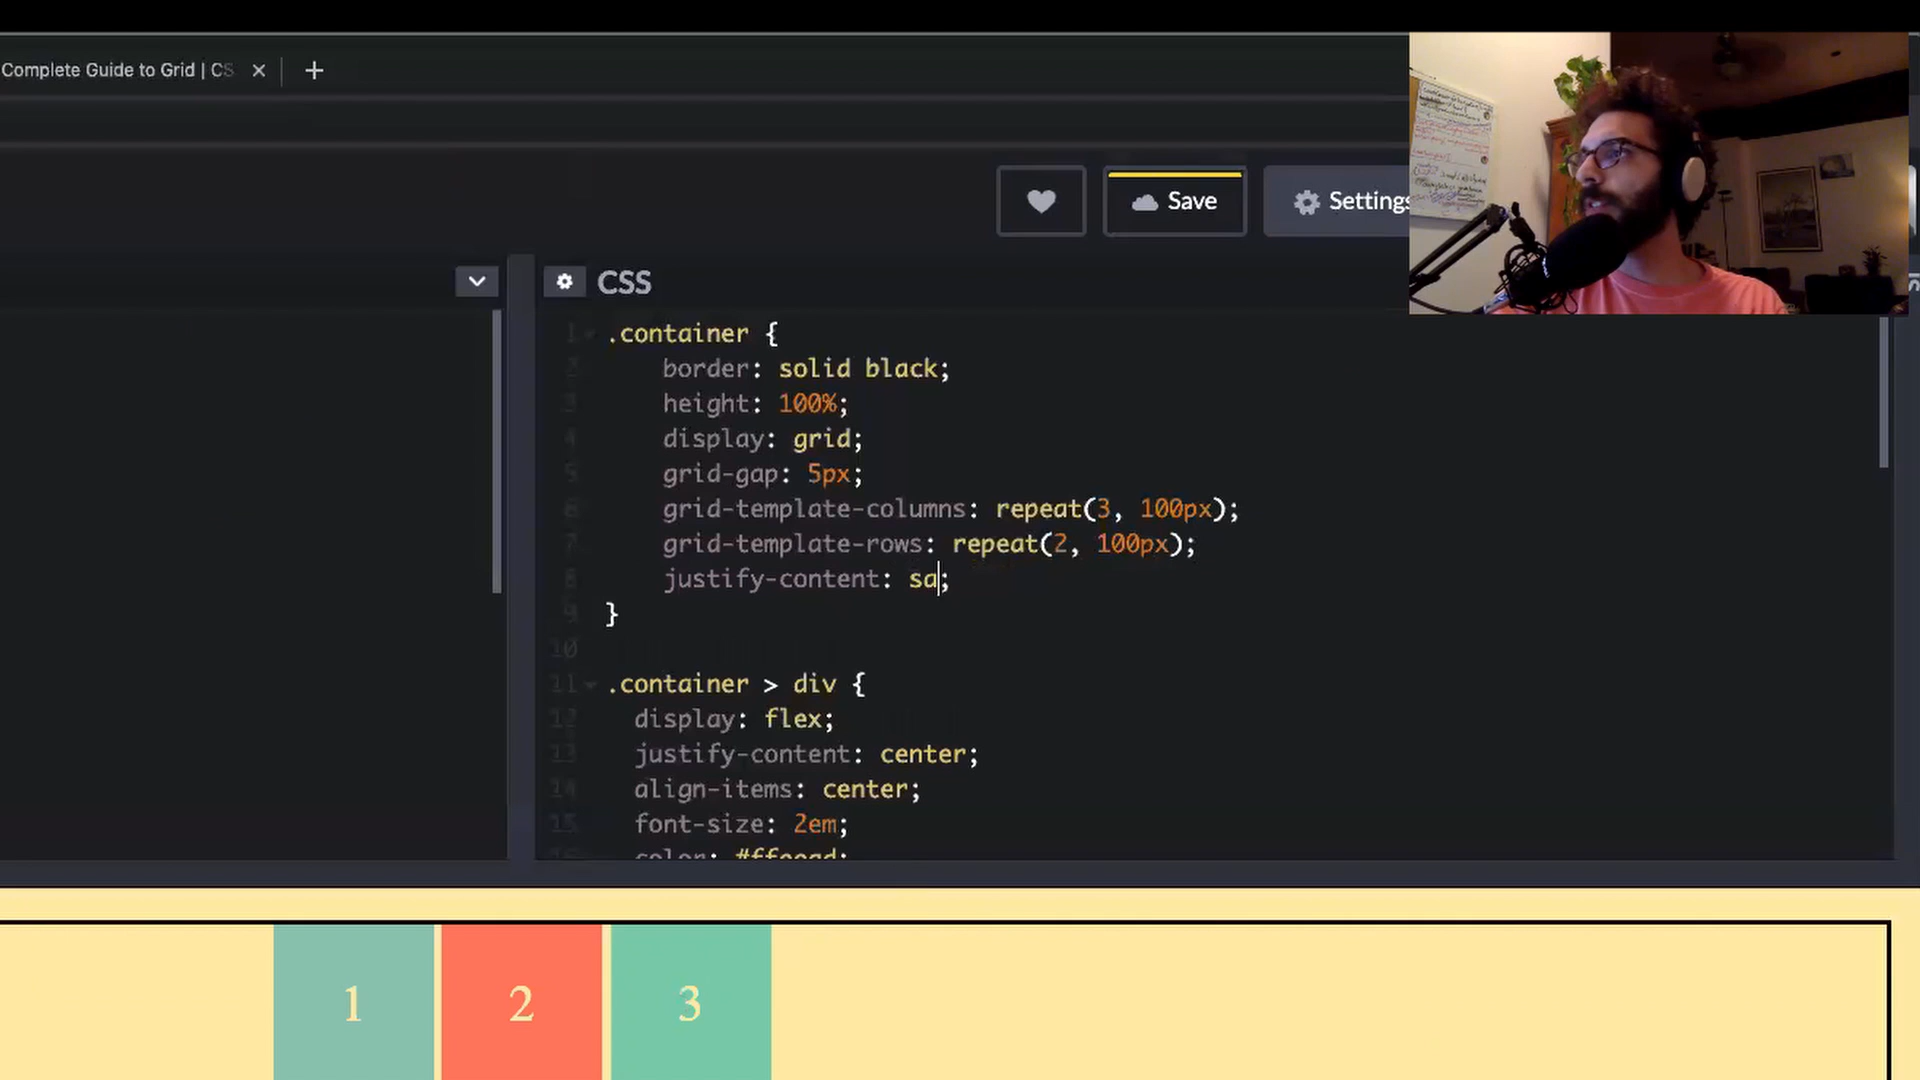 Complete Guide to Grid | CS
Save
Settings
CSS
1 .container {
2 border: solid black;
3 height: 100%;
4 display: grid;
5 grid-gap: 5px;
6 grid-template-columns: repeat(3, 100px);
7 grid-template-rows: repeat(2, 100px);
8 justify-content: sa;
9 }
10
11 .container > div {
12 display: flex;
13 justify-content: center;
14 align-items: center;
15 font-size: 2em;
1 2 3